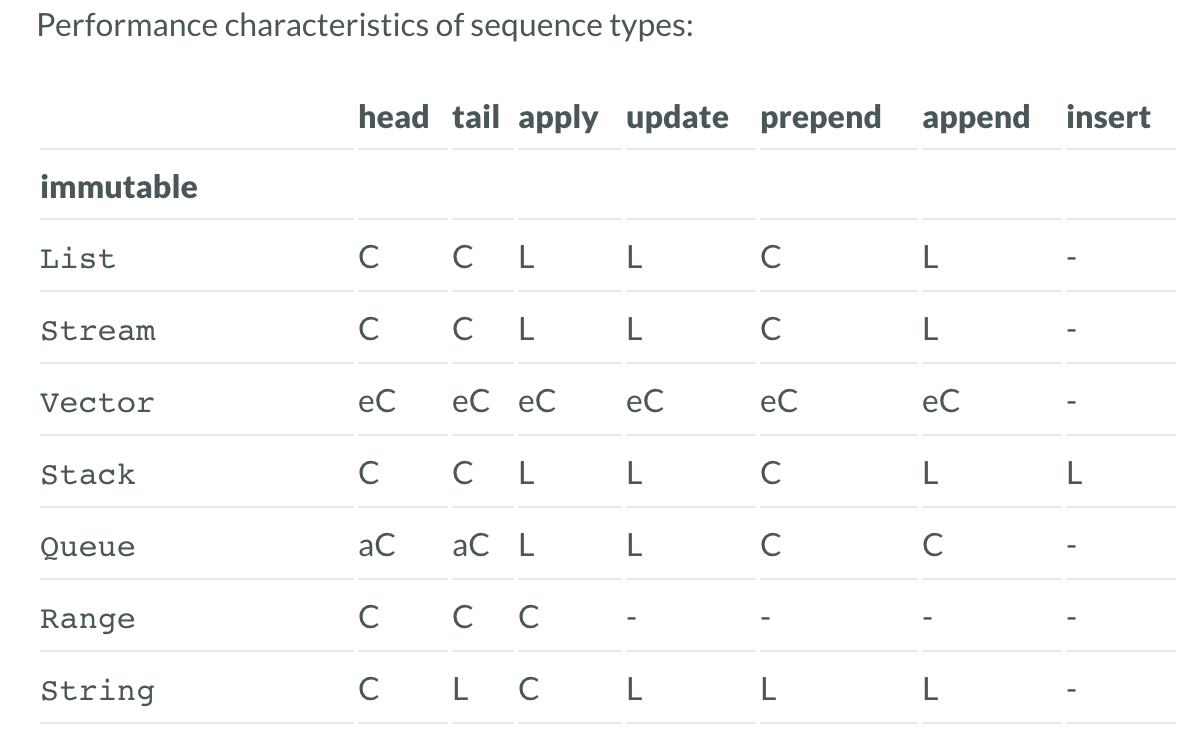 Performance characteristics of sequence types:
head tail apply update prepend append insert
immutable
List C C L L C L -
Stream C C L L C L -
Vector eC eC eC eC eC eC -
Stack C C L L C L L
Queue aC aC L L C C -
Range C C C - - - -
String C L C L L L -